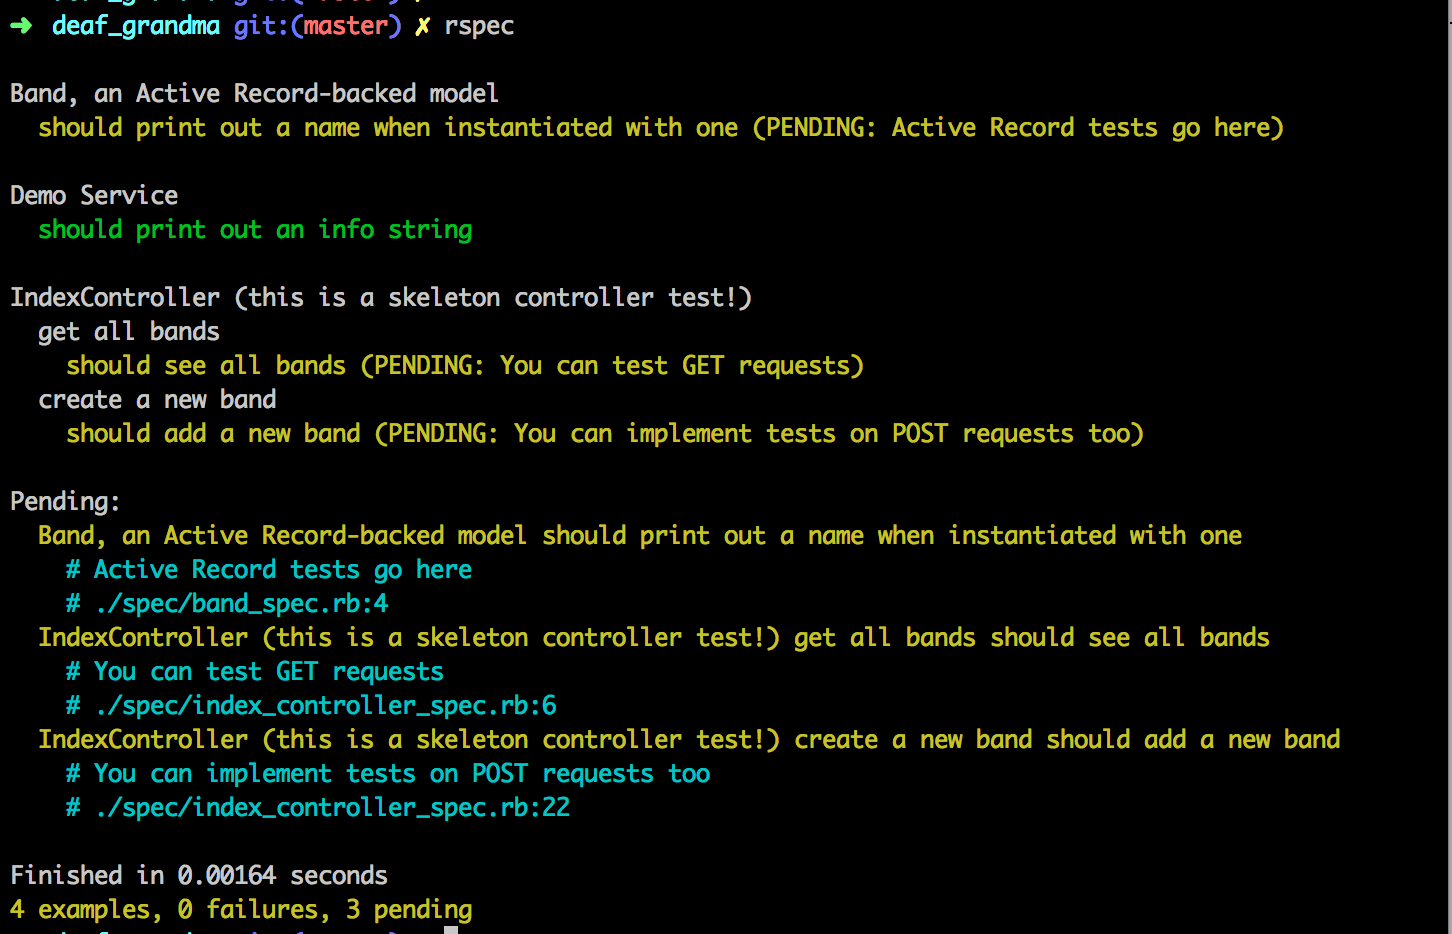 ➜ deaf_grandma git:(master) ✗ rspec
Band, an Active Record-backed model
should print out a name when instantiated with one (PENDING: Active Record tests go here)
Demo Service
should print out an info string
IndexController (this is a skeleton controller test!)
get all bands
should see all bands (PENDING: You can test GET requests)
create a new band
should add a new band (PENDING: You can implement tests on POST requests too)
Pending:
Band, an Active Record-backed model should print out a name when instantiated with one
# Active Record tests go here
# ./spec/band_spec.rb:4
IndexController (this is a skeleton controller test!) get all bands should see all bands
# You can test GET requests
# ./spec/index_controller_spec.rb:6
IndexController (this is a skeleton controller test!) create a new band should add a new band
# You can implement tests on POST requests too
# ./spec/index_controller_spec.rb:22
Finished in 0.00164 seconds
4 examples, 0 failures, 3 pending